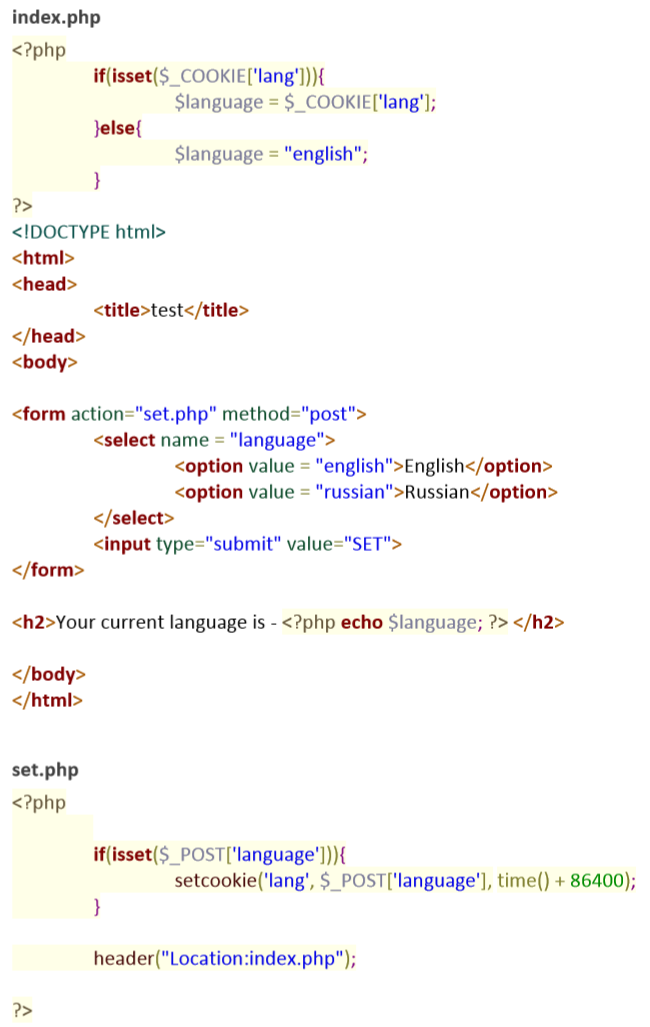 index.php
<?php
if(isset($_COOKIE['lang'])){
$language = $_COOKIE['lang'];
}else{
$language = "english";
}
?>
<!DOCTYPE html>
<html>
<head>
<title>test</title>
</head>
<body>
<form action="set.php" method="post">
<select name = "language">
<option value = "english">English</option>
<option value = "russian">Russian</option>
</select>
<input type="submit" value="SET">
</form>
<h2>Your current language is - <?php echo $language; ?> </h2>
</body>
</html>
set.php
<?php
if(isset($_POST['language'])){
setcookie('lang', $_POST['language'], time() + 86400);
}
header("Location:index.php");
?>